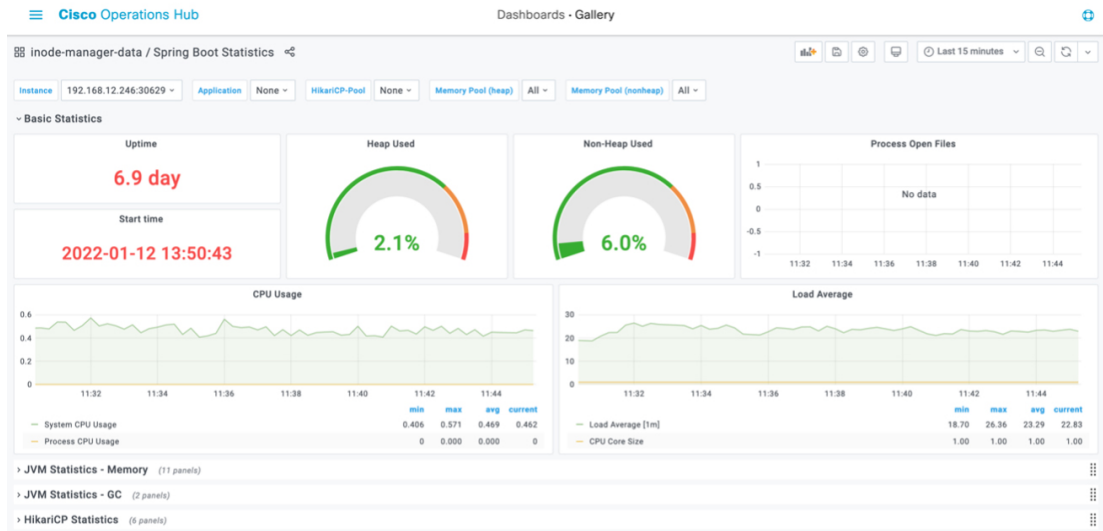 Cisco Operations Hub
Dashboards · Gallery
inode-manager-data / Spring Boot Statistics
Last 15 minutes
Instance 192.168.12.246:30629 Application None HikariCP-Pool None Memory Pool (heap) All Memory Pool (nonheap) All
Basic Statistics
Uptime
6.9 day
Start time
2022-01-12 13:50:43
Heap Used
2.1%
Non-Heap Used
6.0%
Process Open Files
1
0.5
0
-0.5
-1
No data
11:32 11:34 11:36 11:38 11:40 11:42 11:44
CPU Usage
0.6
0.4
0.2
0
11:32 11:34 11:36 11:38 11:40 11:42 11:44
min max avg current
System CPU Usage 0.406 0.571 0.469 0.462
Process CPU Usage 0 0.000 0.000 0
Load Average
30
20
10
0
11:32 11:34 11:36 11:38 11:40 11:42 11:44
min max avg current
Load Average [1m] 18.70 26.36 23.29 22.83
CPU Core Size 1.00 1.00 1.00 1.00
JVM Statistics - Memory (11 panels)
JVM Statistics - GC (2 panels)
HikariCP Statistics (6 panels)